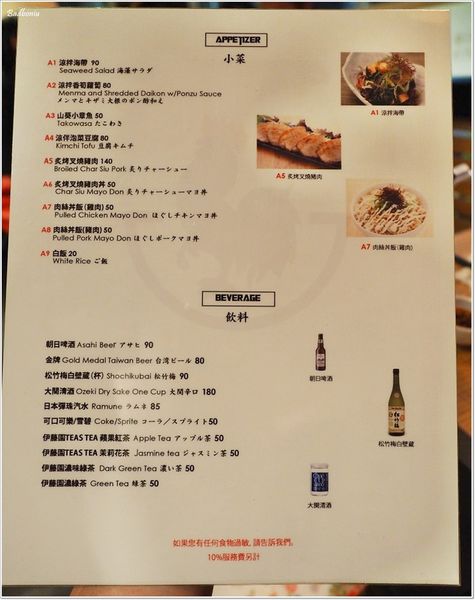 Badboniu
APPETIZER
小菜
A1 涼拌海帶 90
Seaweed Salad 海藻サラダ
A2 涼拌香筍蘿蔔 80
Menma and Shredded Daikon w/Ponzu Sauce
メンマとキザミ大根のポン酢和え
A3 山葵小章魚 50
Takowasa たこわさ
A4 涼伴泡菜豆腐 80
Kimchi Tofu 豆腐キムチ
A5 炙烤叉燒豬肉 140
Broiled Char Siu Pork 炙りチャーシュー
A6 炙烤叉燒豬肉丼 50
Char Siu Mayo Don 炙りチャーシューマヨ丼
A7 肉絲丼飯(雞肉) 50
Pulled Chicken Mayo Don ほぐしチキンマヨ丼
A8 肉絲丼飯(豬肉) 50
Pulled Pork Mayo Don ほぐしポークマヨ丼
A9 白飯 20
White Rice ご飯
A1 涼拌海帶
A5 炙烤叉燒豬肉
A7 肉絲丼飯(雞肉)
BEVERAGE
飲料
朝日啤酒 Asahi Beer アサヒ 90
金牌 Gold Medal Taiwan Beer 台湾ビール 80
松竹梅白壁蔵(杯) Shochikubai 松竹梅 90
大關清酒 Ozeki Dry Sake One Cup 大関辛口 180
日本彈珠汽水 Ramune ラムネ 85
可口可樂/雪碧 Coke/Sprite コーラ／スプライト 50
伊藤園TEAS TEA 蘋果紅茶 Apple Tea アップル茶 50
伊藤園TEAS TEA 茉莉花茶 Jasmine tea ジャスミン茶 50
伊藤園濃味綠茶 Dark Green Tea 濃い茶 50
伊藤園濃綠茶 Green Tea 緑茶 50
朝日啤酒
松竹梅白壁藏
大關清酒
如果您有任何食物過敏, 請告訴我們。
10%服務費另計